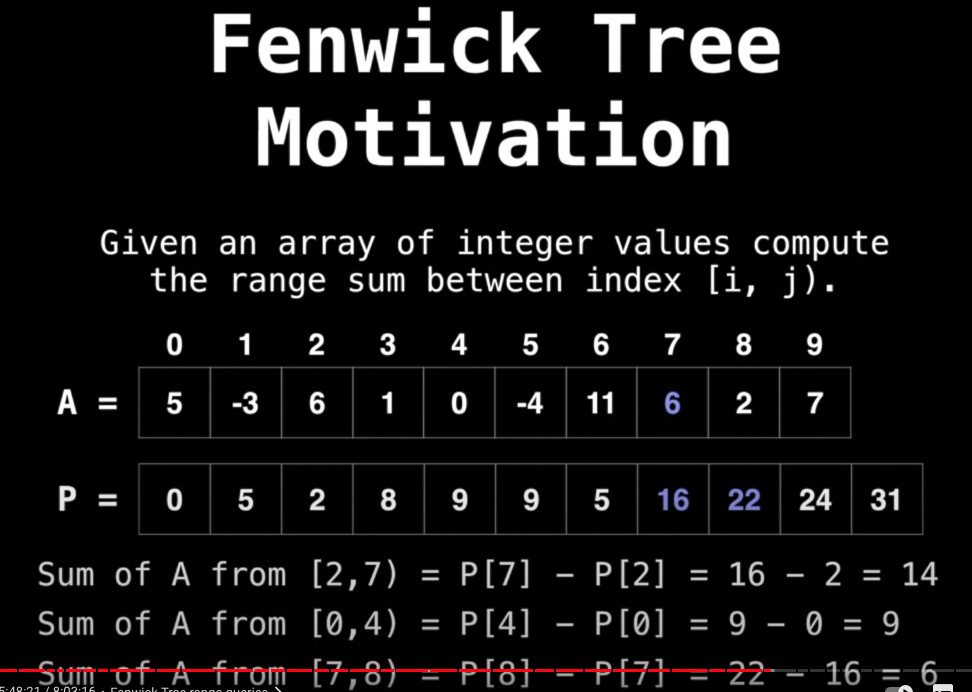 Fenwick Tree
Motivation
Given an array of integer values compute
the range sum between index [i, j).
0 1 2 3 4 5 6 7 8 9
A = 5 -3 6 1 0 -4 11 6 2 7
P = 0 5 2 8 9 9 5 16 22 24 31
Sum of A from [2,7) = P[7] − P[2] = 16 − 2 = 14
Sum of A from [0,4) = P[4] − P[0] = 9 − 0 = 9
Sum of A from [7,8) = P[8] − P[7] = 22 − 16 = 6
5:48:21 / 8:03:16 • Fenwick Tree range queries >